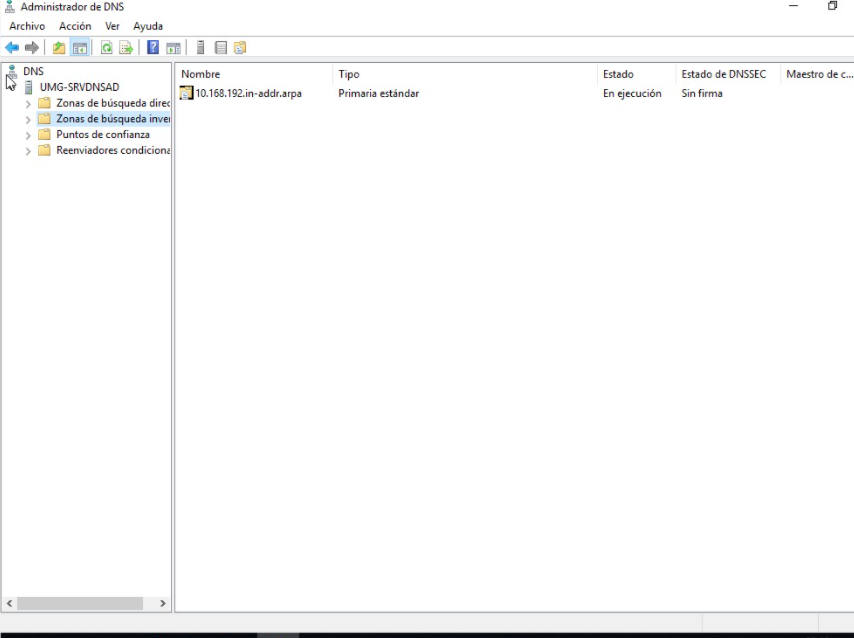 Administrador de DNS
Archivo Acción Ver Ayuda
DNS
UMG-SRVDNSAD
Zonas de búsqueda direc
Zonas de búsqueda inver
Puntos de confianza
Reenviadores condiciona
Nombre Tipo Estado Estado de DNSSEC Maestro de c...
10.168.192.in-addr.arpa Primaria estándar En ejecución Sin firma